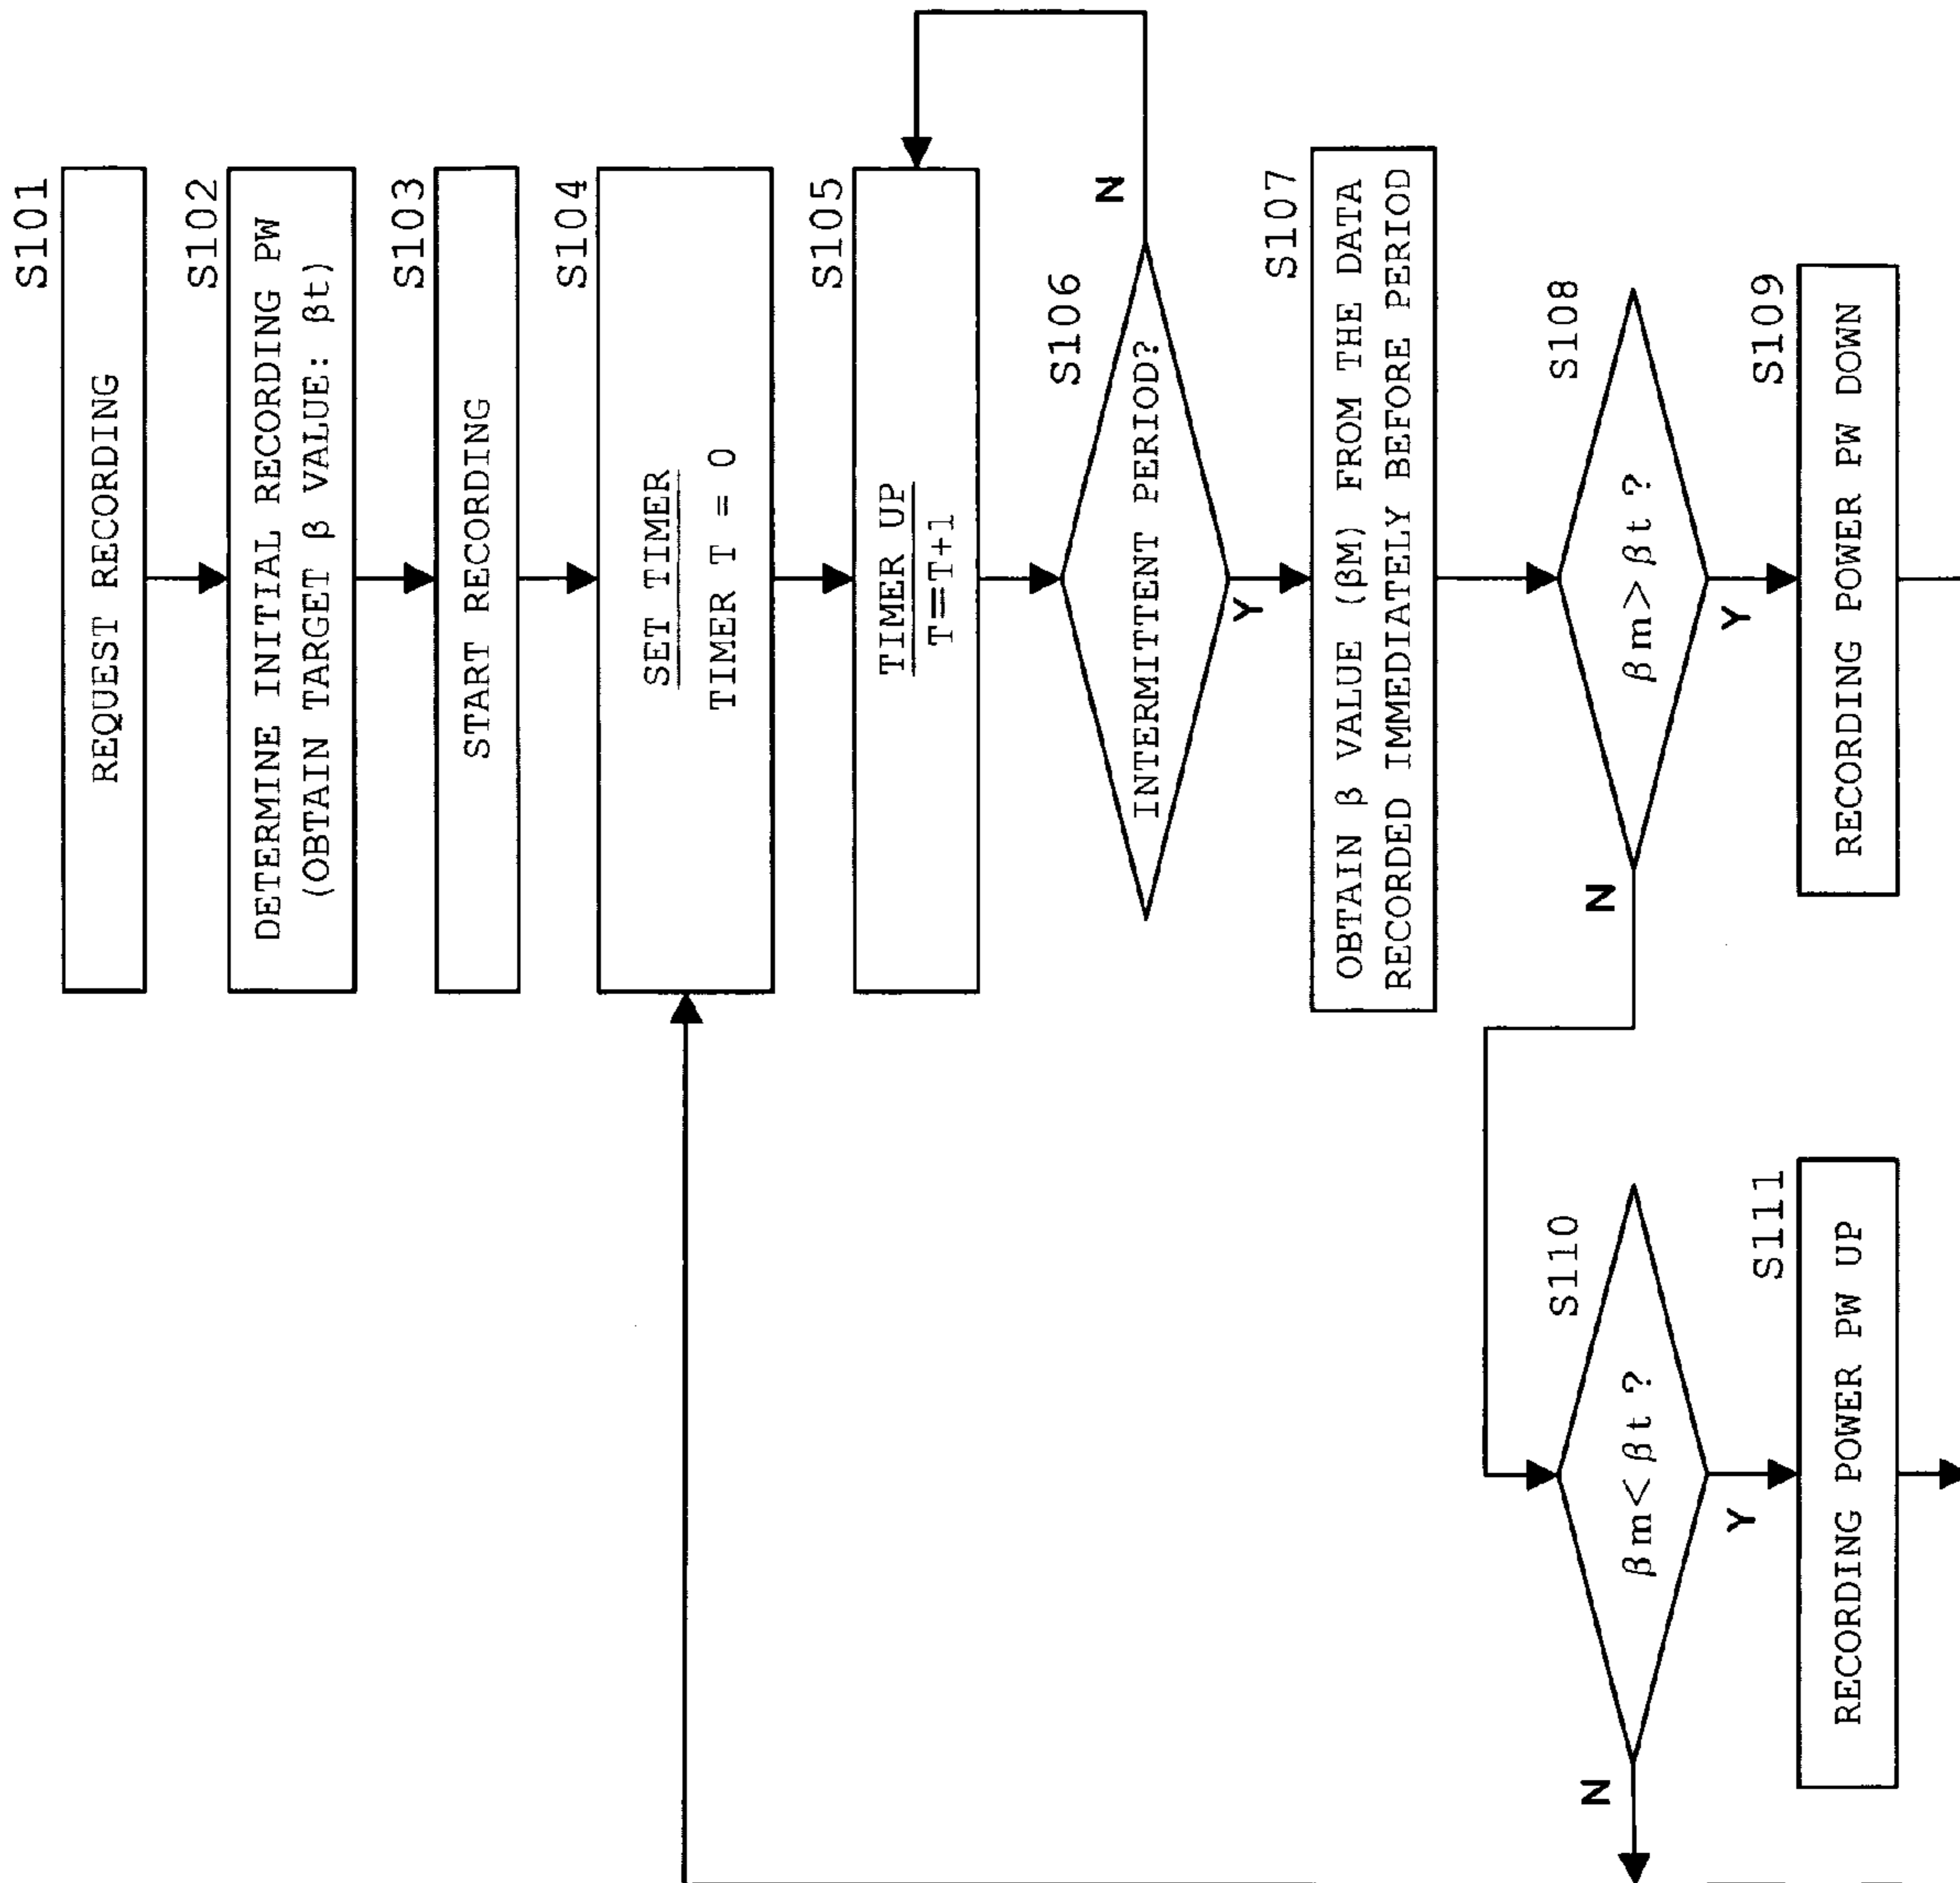 S101
REQUEST RECORDING
S102
DETERMINE INITIAL RECORDING PW
(OBTAIN TARGET β VALUE: βt)
S103
START RECORDING
S104
SET TIMER
TIMER T = 0
S105
TIMER UP
T=T+1
S106
INTERMITTENT PERIOD?
N
Y
S107
OBTAIN β VALUE (βM) FROM THE DATA
RECORDED IMMEDIATELY BEFORE PERIOD
S108
βm>βt?
N
Y
S109
RECORDING POWER PW DOWN
S110
βm<βt?
N
Y
S111
RECORDING POWER PW UP